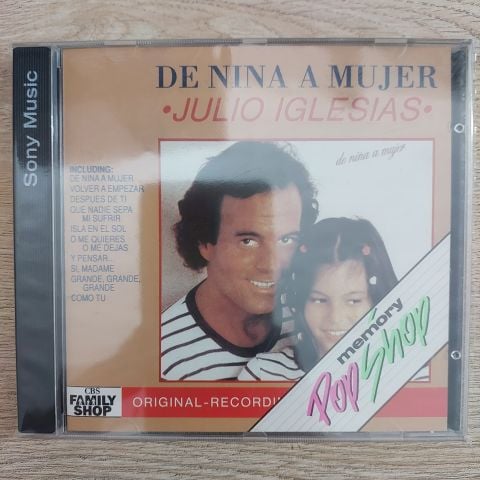 Sony Music
DE NINA A MUJER
•JULIO IGLESIAS•
de niña a mujer
INCLUDING:
DE NINA A MUJER
VOLVER A EMPEZAR
DESPUES DE TI
QUE NADIE SEPA
MI SUFRIR
ISLA EN EL SOL
O ME QUIERES
O ME DEJAS
Y PENSAR...
SI, MADAME
GRANDE, GRANDE,
GRANDE
COMO TU
memory
Pop Shop
CBS
FAMILY
SHOP
ORIGINAL-RECORDI